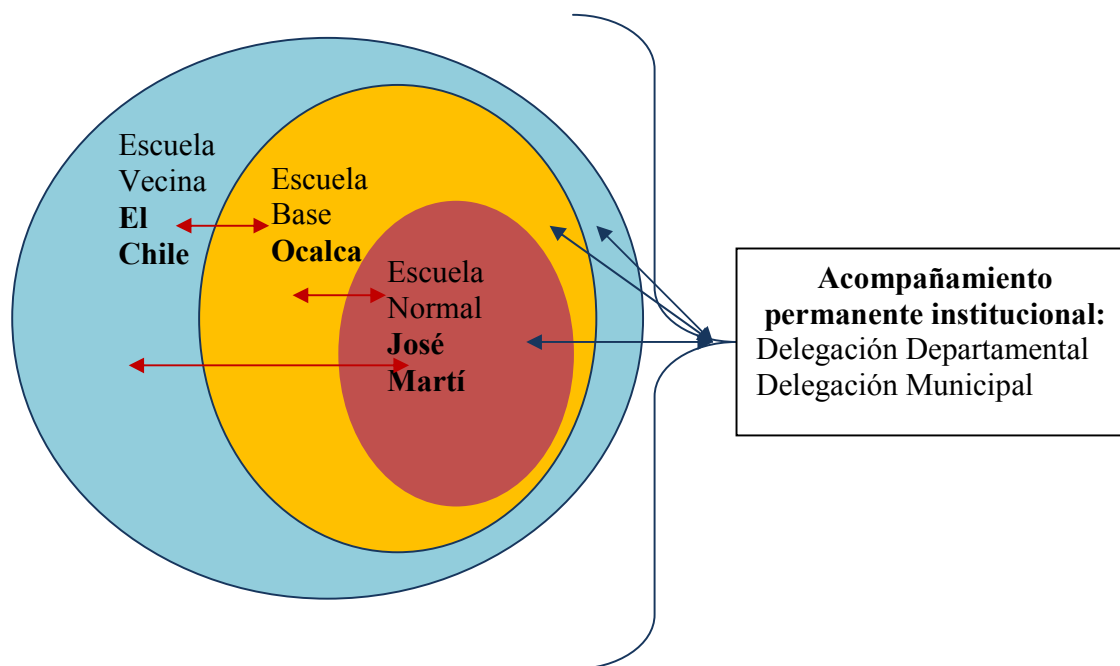 Escuela
Vecina
El
Chile
Escuela
Base
Ocalca
Escuela
Normal
José
Martí
Acompañamiento
permanente institucional:
Delegación Departamental
Delegación Municipal